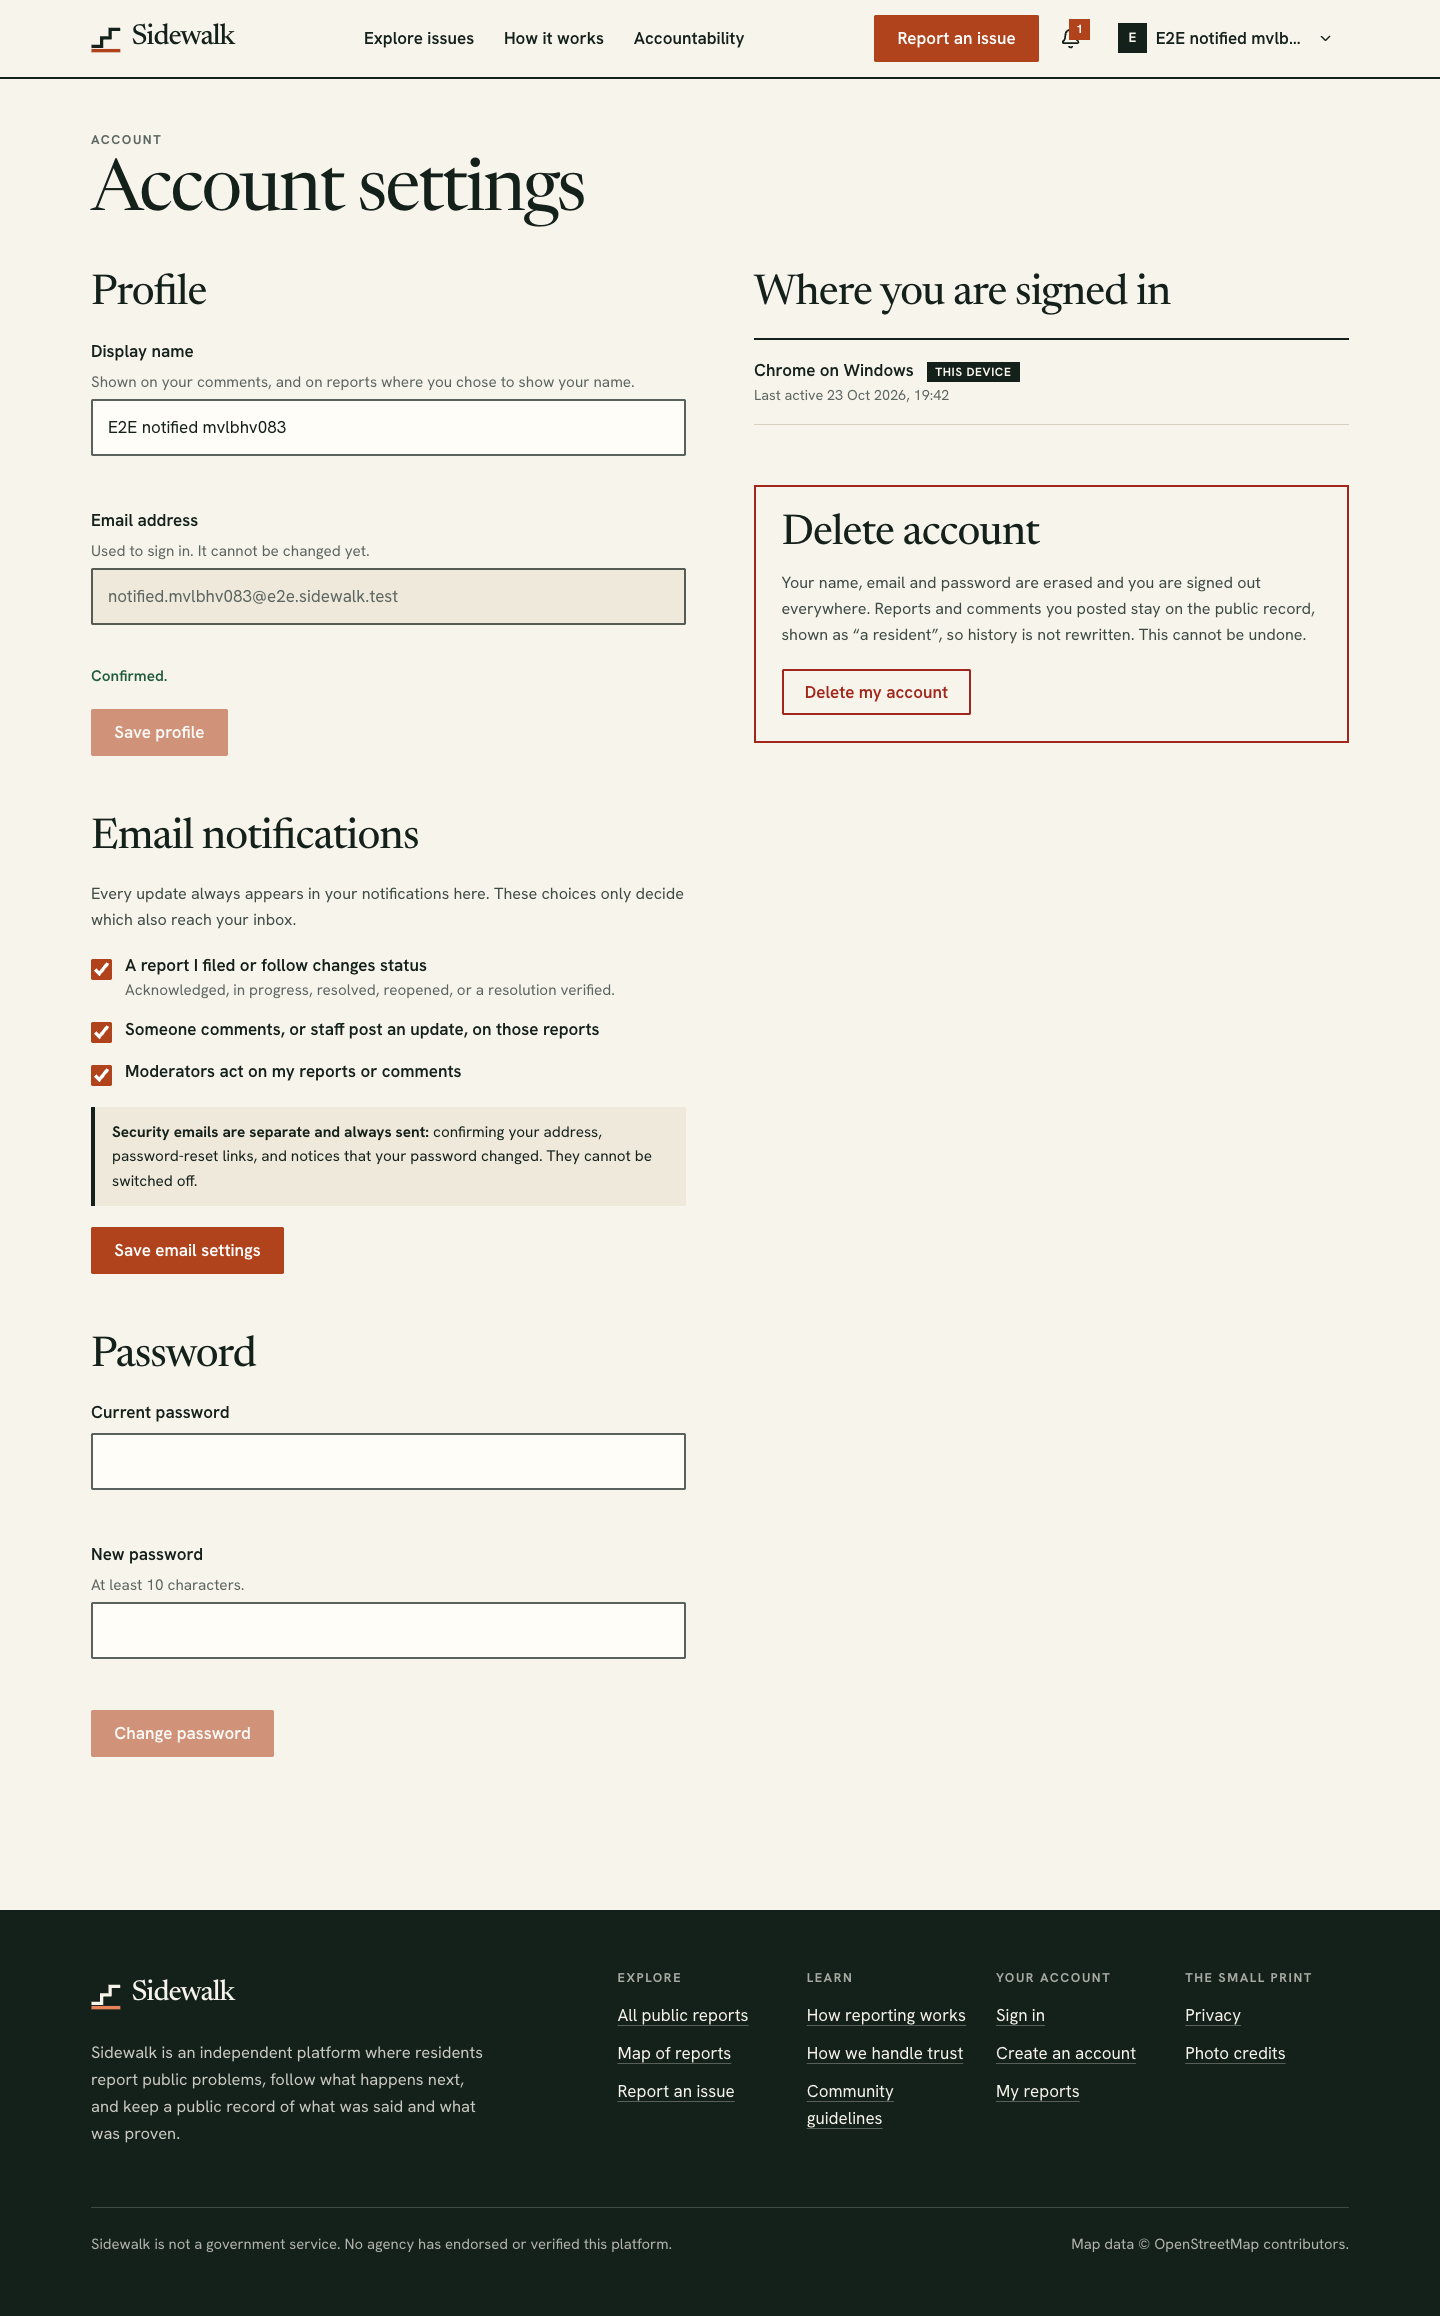 Sidewalk
Explore issues
How it works
Accountability
Report an issue
1
E
E2E notified mvlb...
ACCOUNT
Account settings
Profile
Display name
Shown on your comments, and on reports where you chose to show your name.
E2E notified mvlbhv083
Email address
Used to sign in. It cannot be changed yet.
notified.mvlbhv083@e2e.sidewalk.test
Confirmed.
Save profile
Email notifications
Every update always appears in your notifications here. These choices only decide
which also reach your inbox.
A report I filed or follow changes status
Acknowledged, in progress, resolved, reopened, or a resolution verified.
Someone comments, or staff post an update, on those reports
Moderators act on my reports or comments
Security emails are separate and always sent: confirming your address,
password-reset links, and notices that your password changed. They cannot be
switched off.
Save email settings
Password
Current password
New password
At least 10 characters.
Change password
Where you are signed in
Chrome on Windows THIS DEVICE
Last active 23 Oct 2026, 19:42
Delete account
Your name, email and password are erased and you are signed out
everywhere. Reports and comments you posted stay on the public record,
shown as “a resident”, so history is not rewritten. This cannot be undone.
Delete my account
Sidewalk
Sidewalk is an independent platform where residents
report public problems, follow what happens next,
and keep a public record of what was said and what
was proven.
EXPLORE
All public reports
Map of reports
Report an issue
LEARN
How reporting works
How we handle trust
Community
guidelines
YOUR ACCOUNT
Sign in
Create an account
My reports
THE SMALL PRINT
Privacy
Photo credits
Sidewalk is not a government service. No agency has endorsed or verified this platform.
Map data © OpenStreetMap contributors.